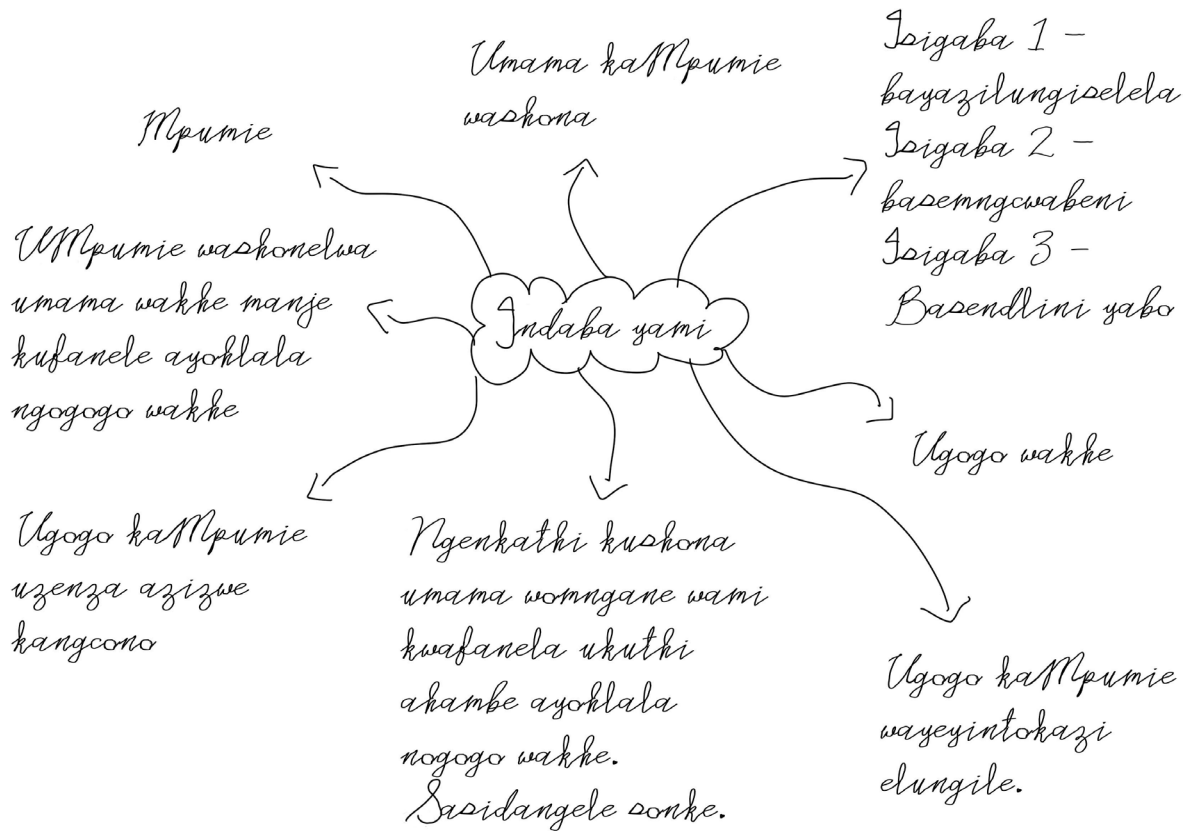 Umama kaMpumie
washona
Isigaba 1 –
bayazilungiselela
Isigaba 2 –
basemngcwabeni
Isigaba 3 –
Basendlini yabo
Mpumie
UMpumie washonelwa
umama wakhe manje
kufanele ayohlala
ngogogo wakhe
Indaba yami
Ugogo wakhe
Ugogo kaMpumie
uzenza azizwe
kangcono
Ngenkathi kushona
umama womngane wami
kwafanela ukuthi
ahambe ayohlala
nogogo wakhe.
Sasidangele sonke.
Ugogo kaMpumie
wayeyintokazi
elungile.